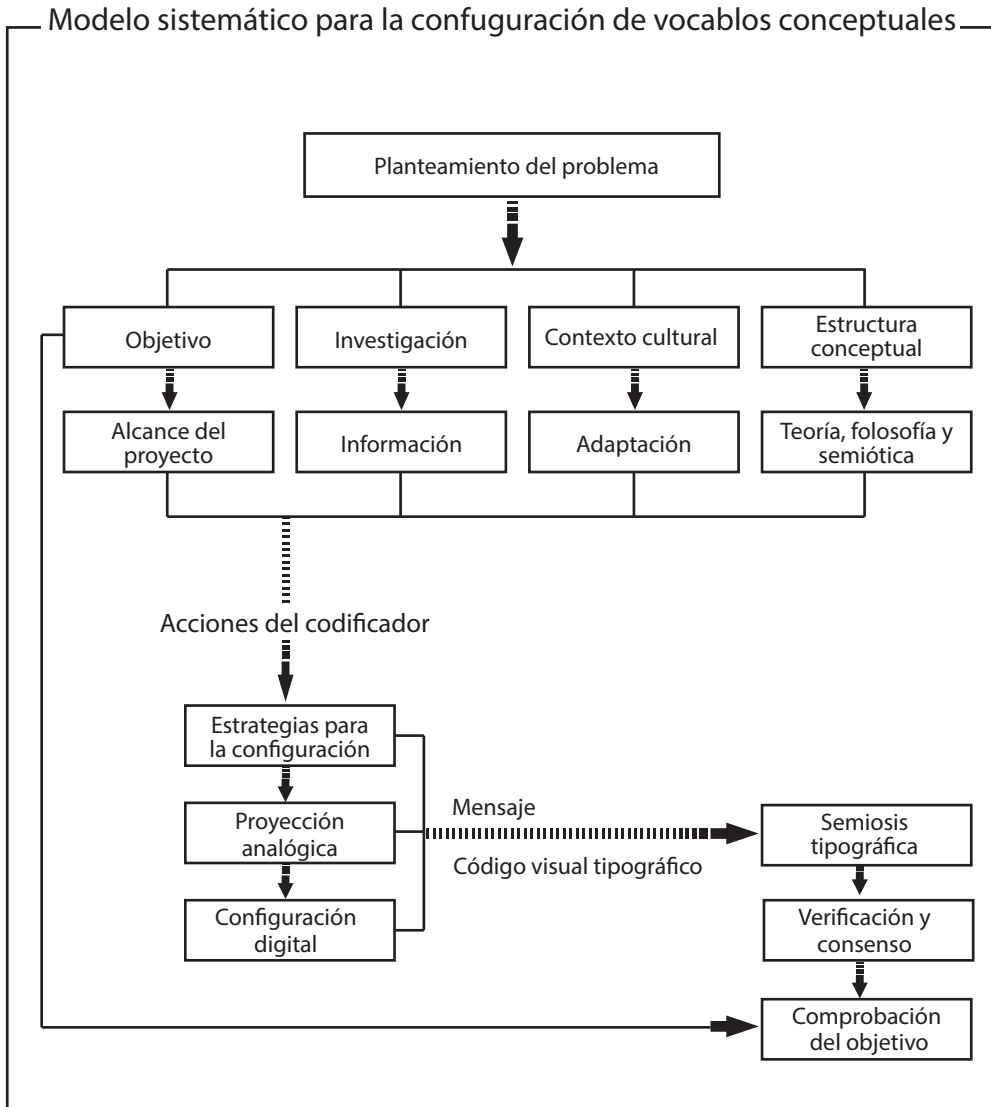 Modelo sistemático para la confuguración de vocablos conceptuales
Planteamiento del problema
Objetivo
Investigación
Contexto cultural
Estructura
conceptual
Alcance del
proyecto
Información
Adaptación
Teoría, folosofía y
semiótica
Acciones del codificador
Estrategias para
la configuración
Proyección
analógica
Configuración
digital
Mensaje
Código visual tipográfico
Semiosis
tipográfica
Verificación y
consenso
Comprobación
del objetivo